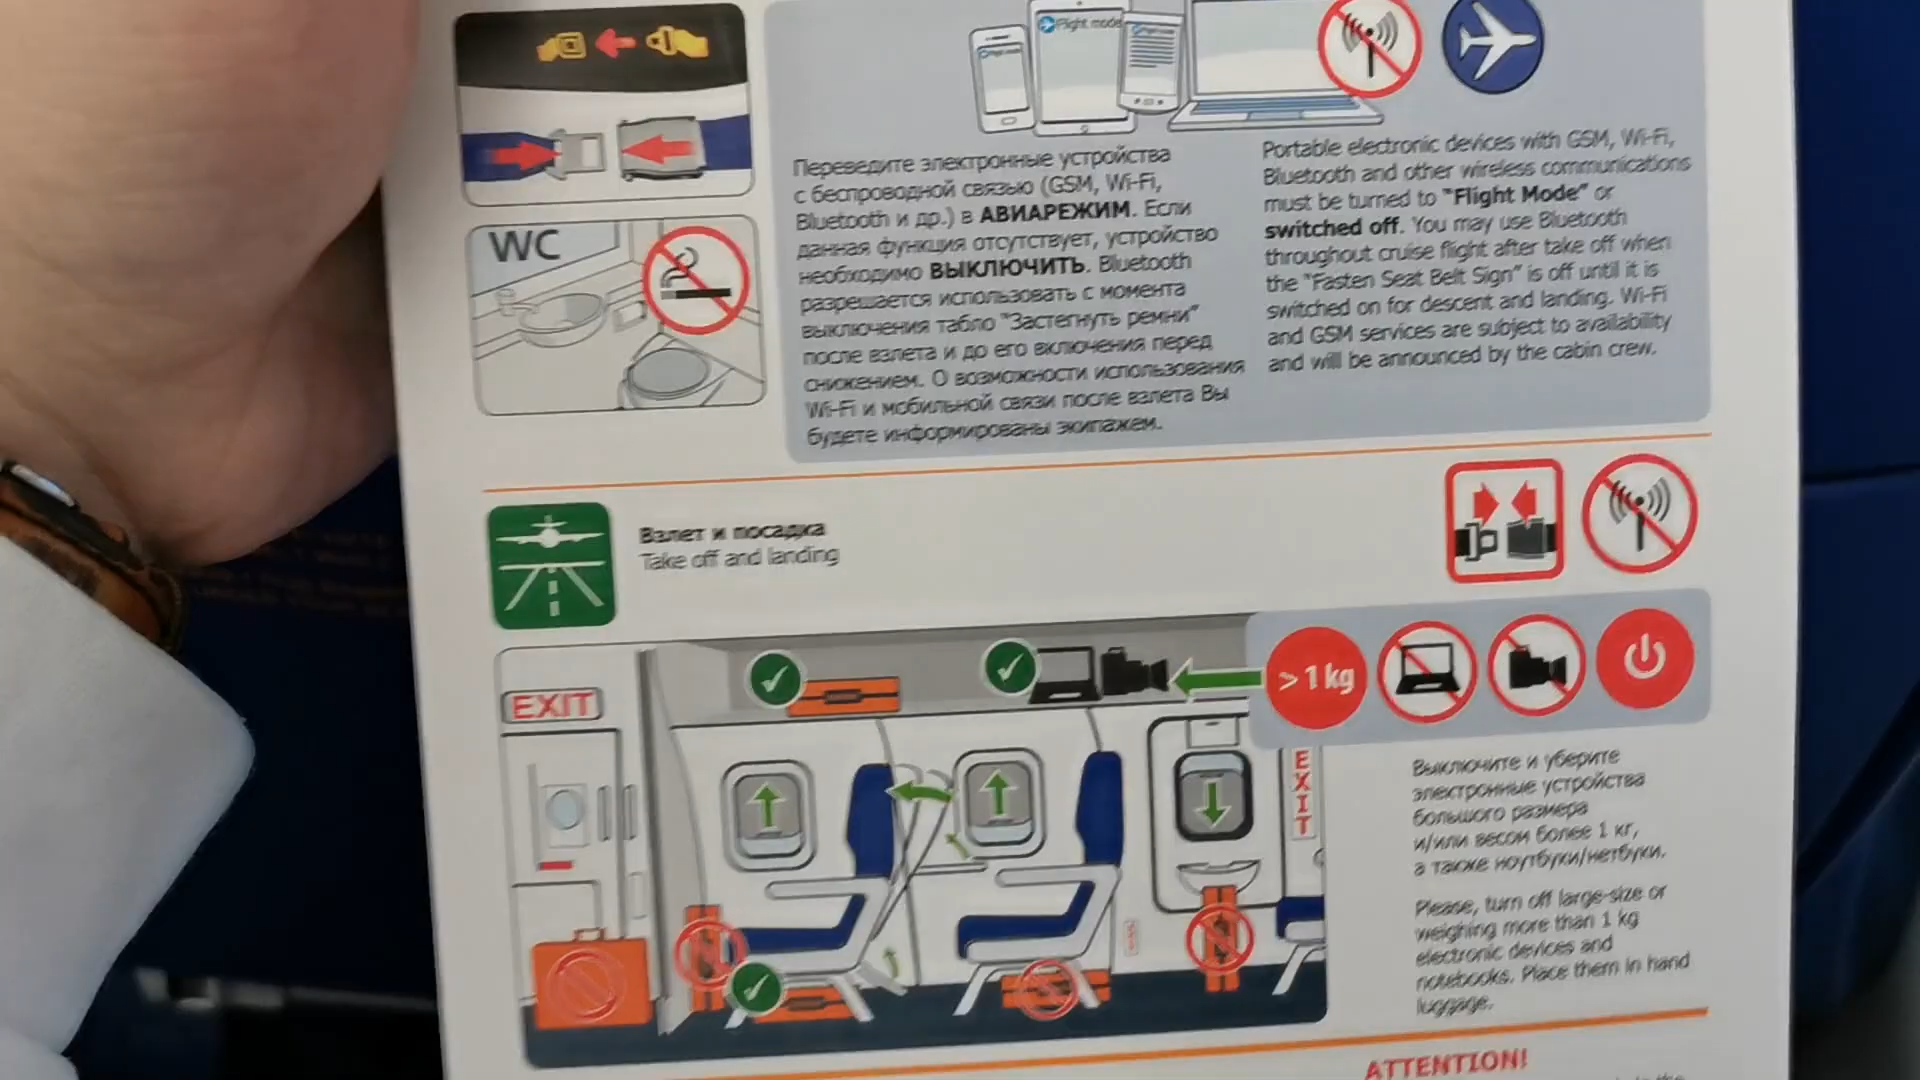 Flight mode
WC
Переведите электронные устройства
с беспроводной связью (GSM, Wi-Fi,
Bluetooth и др.) в АВИАРЕЖИМ. Если
данная функция отсутствует, устройство
необходимо ВЫКЛЮЧИТЬ. Bluetooth
разрешается использовать с момента
выключения табло "Застегнуть ремни"
после взлета и до его включения перед
снижением. О возможности использования
Wi-Fi и мобильной связи после взлета Вы
будете информированы экипажем.
Portable electronic devices with GSM, Wi-Fi,
Bluetooth and other wireless communications
must be turned to "Flight Mode" or
switched off. You may use Bluetooth
throughout cruise flight after take off when
the "Fasten Seat Belt Sign" is off until it is
switched on for descent and landing. Wi-Fi
and GSM services are subject to availability
and will be announced by the cabin crew.
Взлет и посадка
Take off and landing
EXIT
> 1 kg
EXIT
Выключите и уберите
электронные устройства
большого размера
и/или весом более 1 кг,
а также ноутбуки/нетбуки.
Please, turn off large-size or
weighing more than 1 kg
electronic devices and
notebooks. Place them in hand
luggage.
ATTENTION!